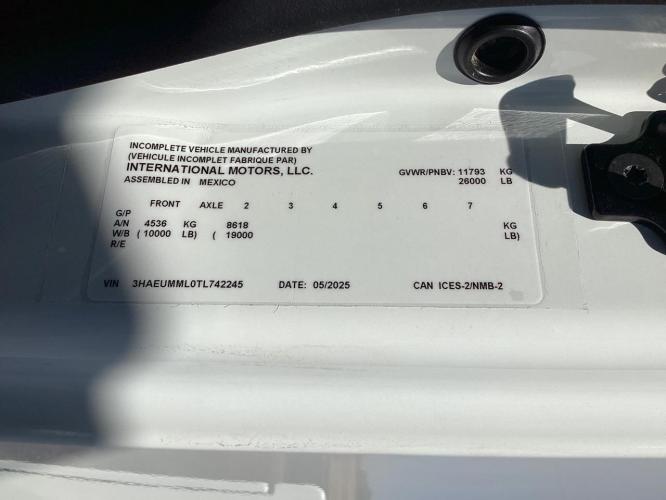 INCOMPLETE VEHICLE MANUFACTURED BY
(VEHICULE INCOMPLET FABRIQUE PAR)
INTERNATIONAL MOTORS, LLC.
ASSEMBLED IN MEXICO
GVWR/PNBV: 11793 KG
26000 LB
FRONT AXLE 2 3 4 5 6 7
G/P
A/N 4536 KG 8618 KG
W/B ( 10000 LB) ( 19000 LB)
R/E
VIN 3HAEUMML0TL742245 DATE: 05/2025 CAN ICES-2/NMB-2